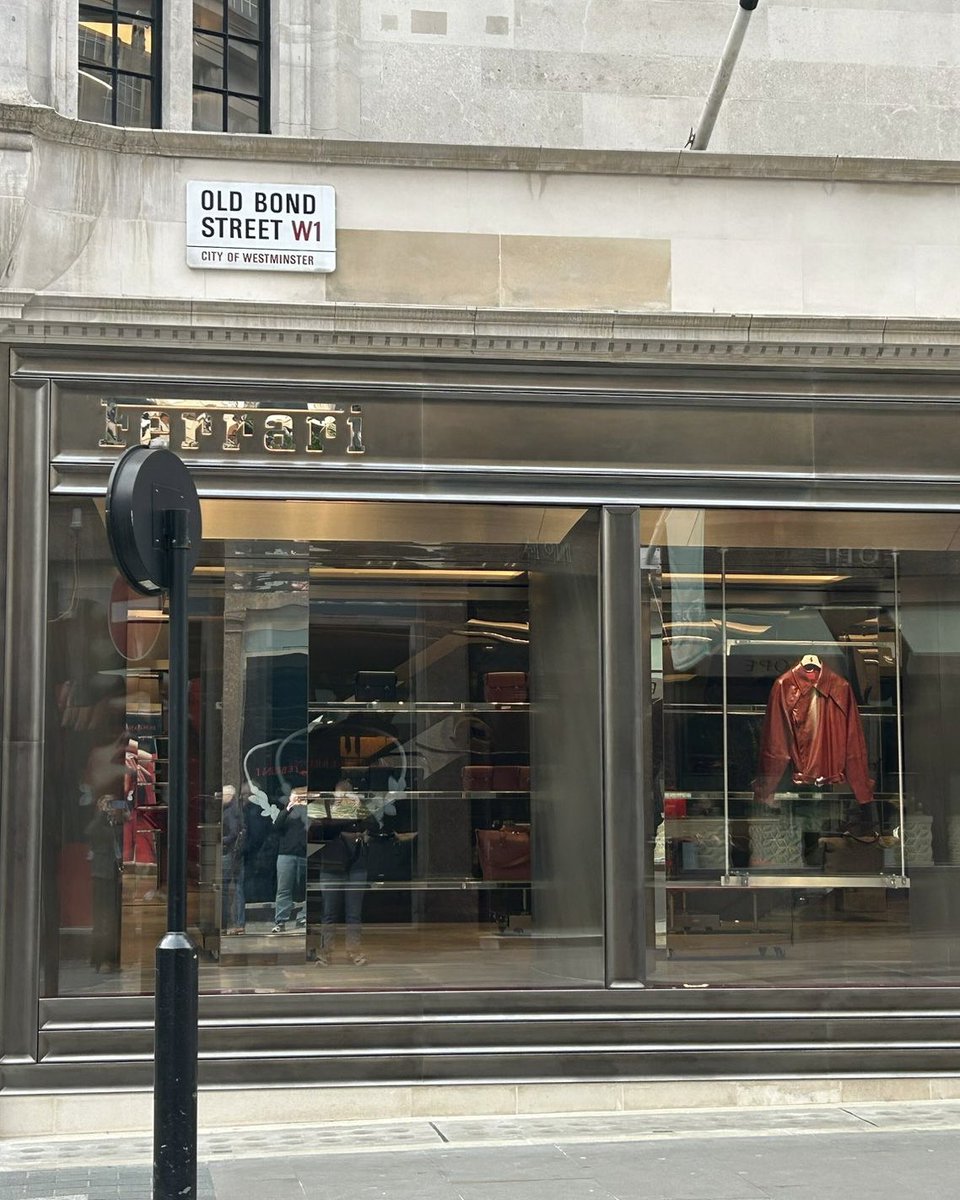 OLD BOND
STREET W1
CITY OF WESTMINSTER
Ferrari